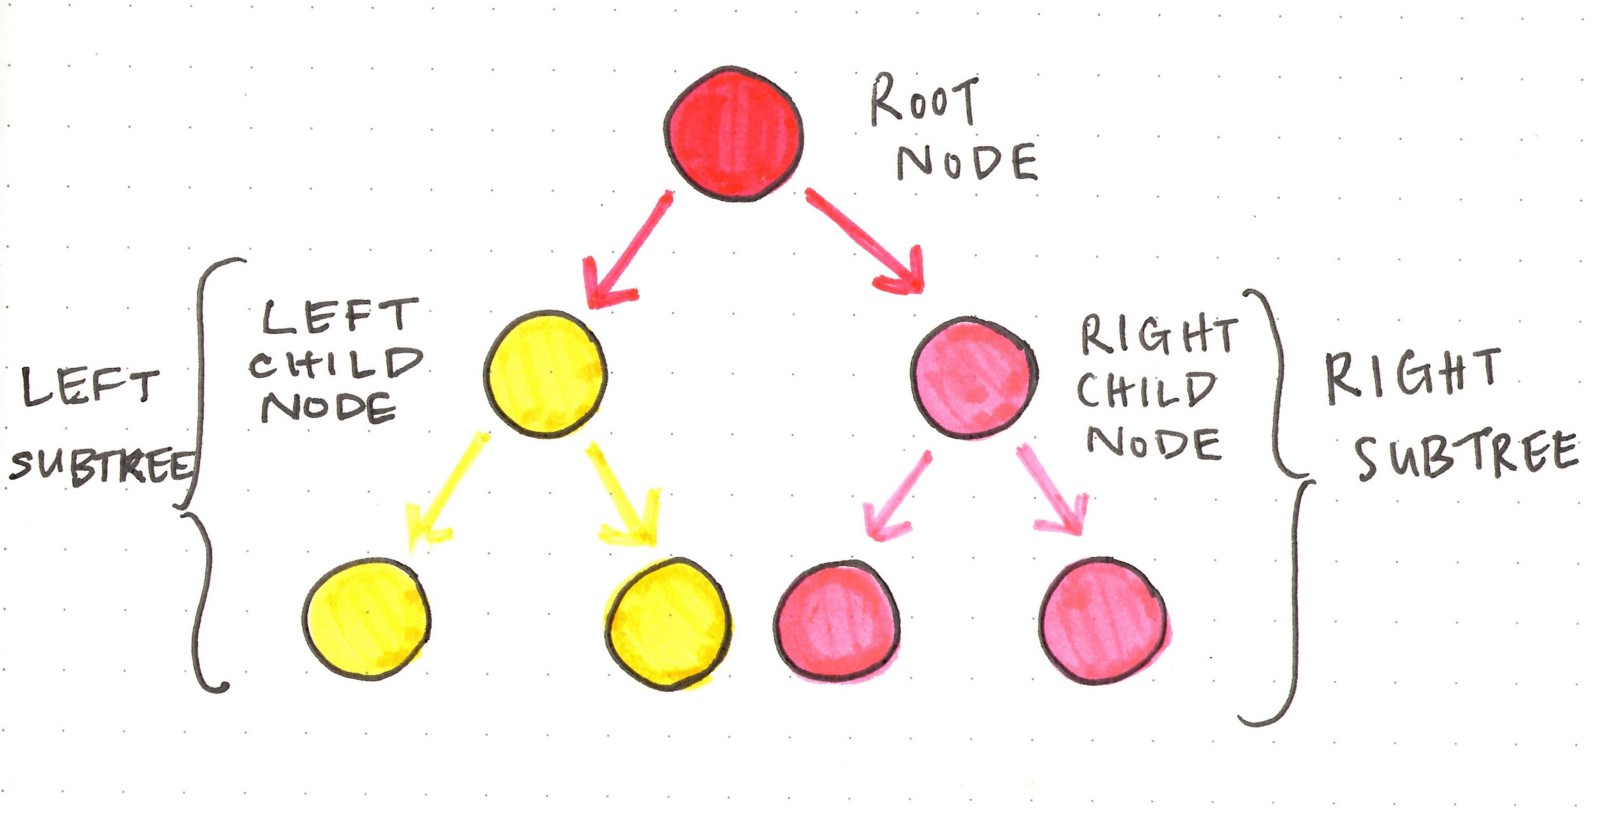 ROOT
NODE
LEFT
CHILD
NODE
LEFT
SUBTREE
RIGHT
CHILD
NODE
RIGHT
SUBTREE